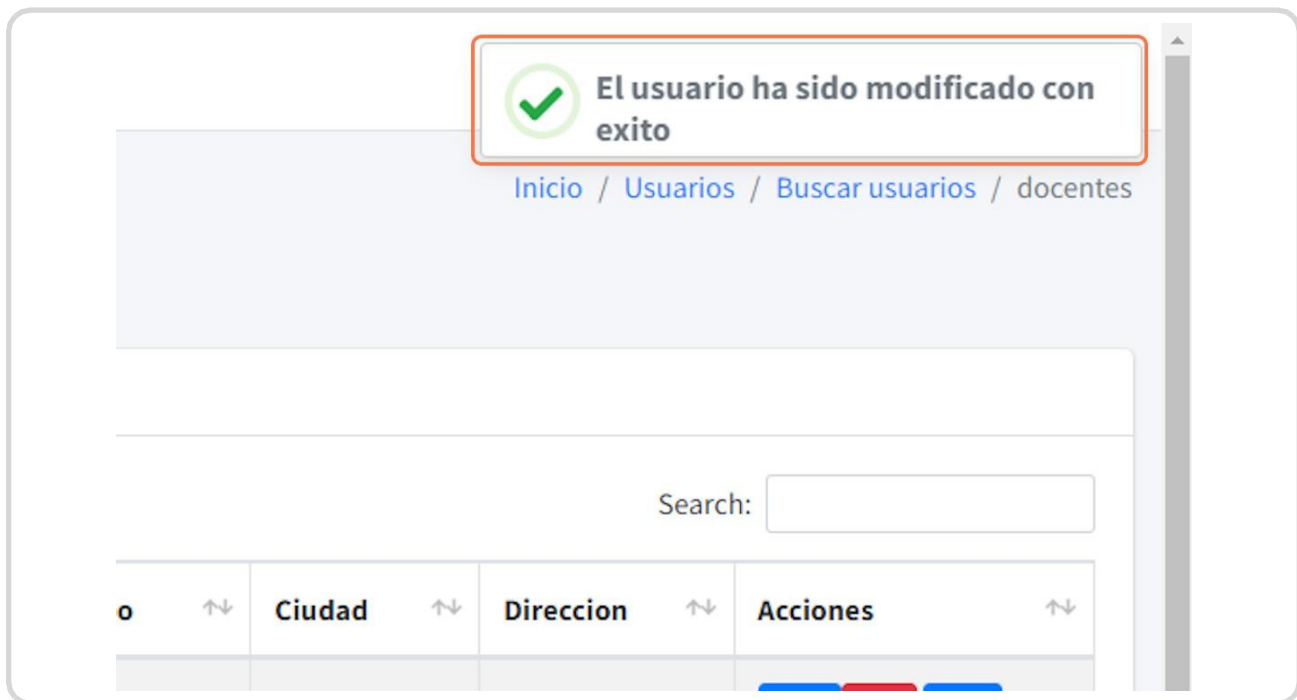 El usuario ha sido modificado con
exito
Inicio / Usuarios / Buscar usuarios / docentes
Search:
o Ciudad Direccion Acciones